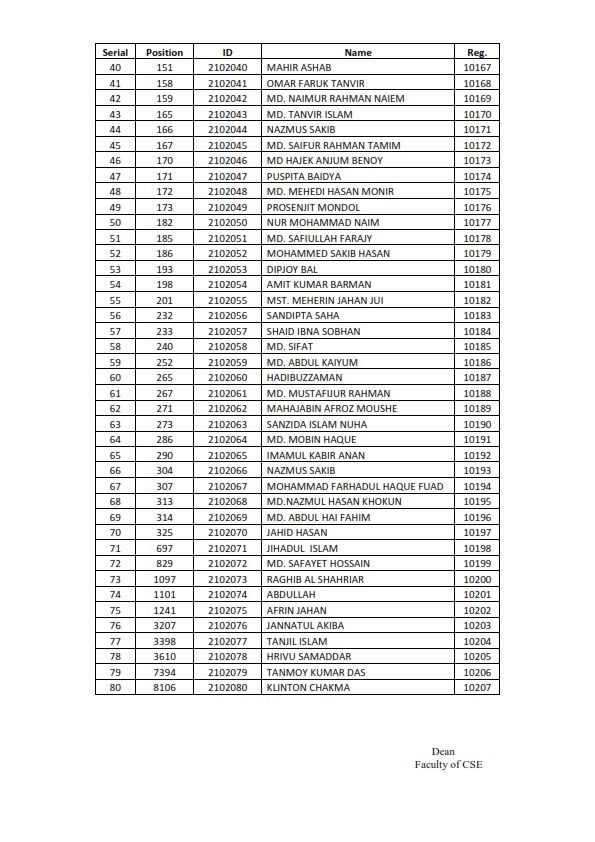 Serial Position ID Name Reg.
40 151 2102040 MAHIR ASHAB 10167
41 158 2102041 OMAR FARUK TANVIR 10168
42 159 2102042 MD. NAIMUR RAHMAN NAIEM 10169
43 165 2102043 MD. TANVIR ISLAM 10170
44 166 2102044 NAZMUS SAKIB 10171
45 167 2102045 MD. SAIFUR RAHMAN TAMIM 10172
46 170 2102046 MD HAJEK ANJUM BENOY 10173
47 171 2102047 PUSPITA BAIDYA 10174
48 172 2102048 MD. MEHEDI HASAN MONIR 10175
49 173 2102049 PROSENJIT MONDOL 10176
50 182 2102050 NUR MOHAMMAD NAIM 10177
51 185 2102051 MD. SAFIULLAH FARAJY 10178
52 186 2102052 MOHAMMED SAKIB HASAN 10179
53 193 2102053 DIPJOY BAL 10180
54 198 2102054 AMIT KUMAR BARMAN 10181
55 201 2102055 MST. MEHERIN JAHAN JUI 10182
56 232 2102056 SANDIPTA SAHA 10183
57 233 2102057 SHAID IBNA SOBHAN 10184
58 240 2102058 MD. SIFAT 10185
59 252 2102059 MD. ABDUL KAIYUM 10186
60 265 2102060 HADIBUZZAMAN 10187
61 267 2102061 MD. MUSTAFIJUR RAHMAN 10188
62 271 2102062 MAHAJABIN AFROZ MOUSHE 10189
63 273 2102063 SANZIDA ISLAM NUHA 10190
64 286 2102064 MD. MOBIN HAQUE 10191
65 290 2102065 IMAMUL KABIR ANAN 10192
66 304 2102066 NAZMUS SAKIB 10193
67 307 2102067 MOHAMMAD FARHADUL HAQUE FUAD 10194
68 313 2102068 MD.NAZMUL HASAN KHOKUN 10195
69 314 2102069 MD. ABDUL HAI FAHIM 10196
70 325 2102070 JAHID HASAN 10197
71 697 2102071 JIHADUL ISLAM 10198
72 829 2102072 MD. SAFAYET HOSSAIN 10199
73 1097 2102073 RAGHIB AL SHAHRIAR 10200
74 1101 2102074 ABDULLAH 10201
75 1241 2102075 AFRIN JAHAN 10202
76 3207 2102076 JANNATUL AKIBA 10203
77 3398 2102077 TANJIL ISLAM 10204
78 3610 2102078 HRIVU SAMADDAR 10205
79 7394 2102079 TANMOY KUMAR DAS 10206
80 8106 2102080 KLINTON CHAKMA 10207
Dean
Faculty of CSE